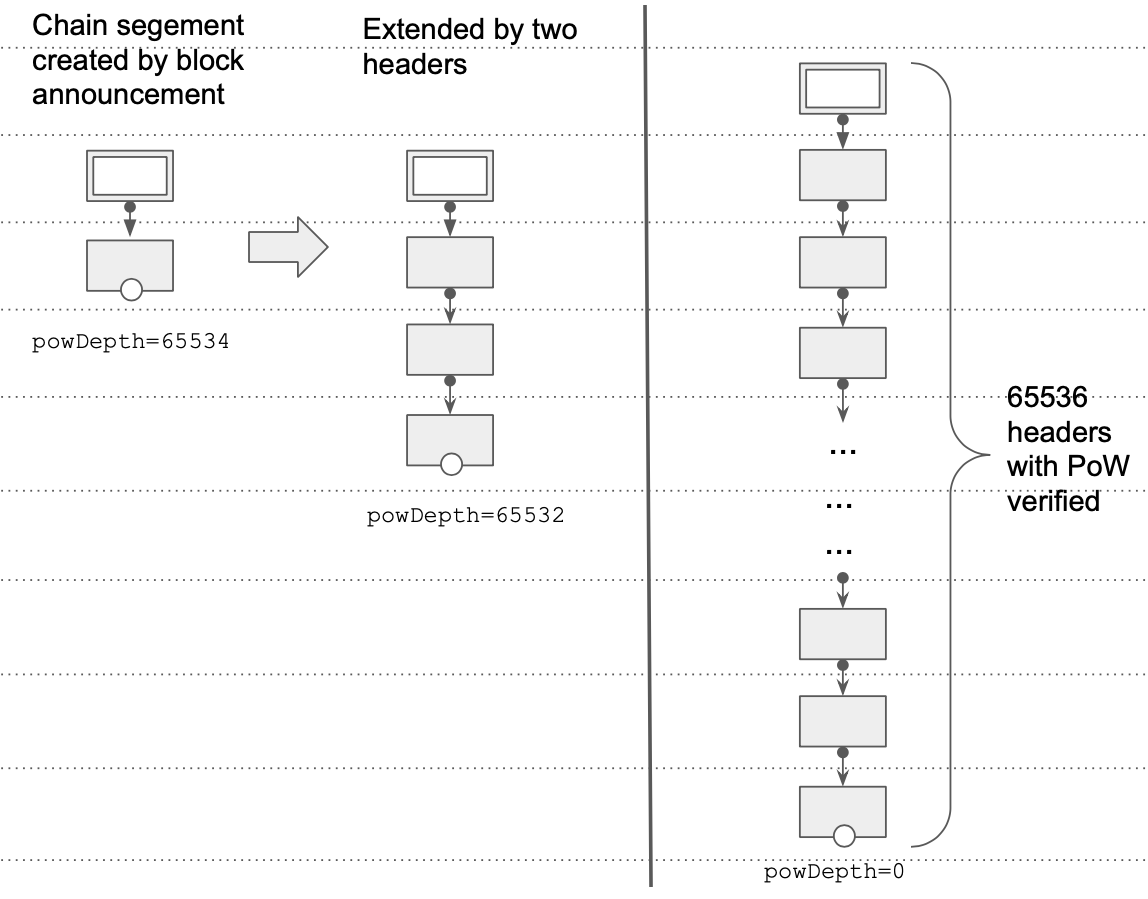 Chain segement
created by block
announcement
Extended by two
headers
powDepth=65534
powDepth=65532
...
...
...
65536
headers
with PoW
verified
powDepth=0